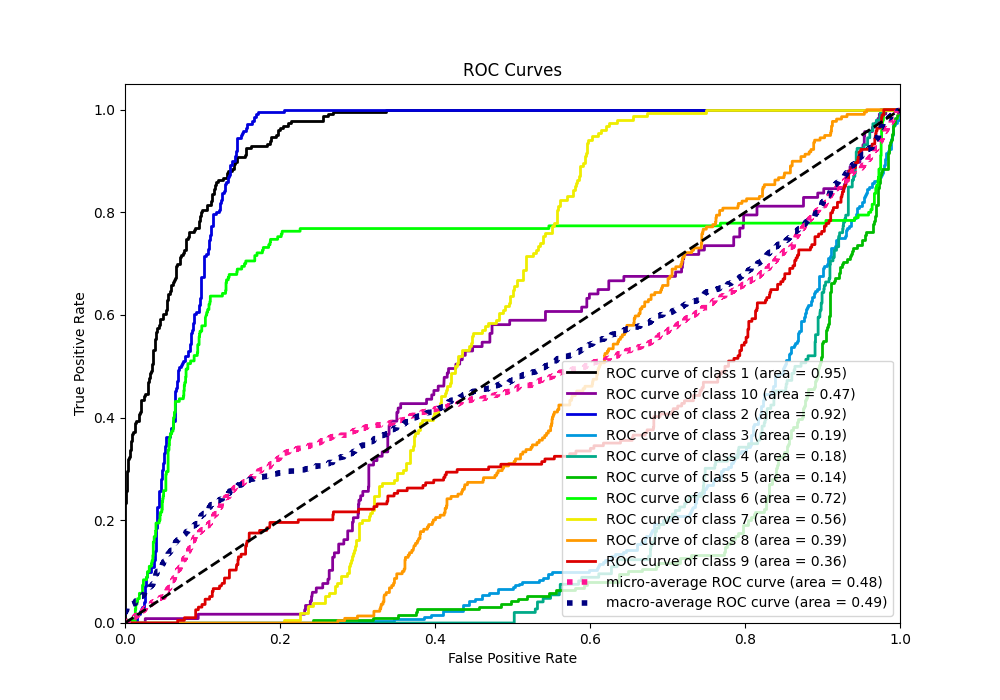 ROC Curves
True Positive Rate
1.0
0.8
0.6
0.4
0.2
0.0
ROC curve of class 1 (area = 0.95)
ROC curve of class 10 (area = 0.47)
ROC curve of class 2 (area = 0.92)
ROC curve of class 3 (area = 0.19)
ROC curve of class 4 (area = 0.18)
ROC curve of class 5 (area = 0.14)
ROC curve of class 6 (area = 0.72)
ROC curve of class 7 (area = 0.56)
ROC curve of class 8 (area = 0.39)
ROC curve of class 9 (area = 0.36)
micro-average ROC curve (area = 0.48)
macro-average ROC curve (area = 0.49)
0.0 0.2 0.4 0.6 0.8 1.0
False Positive Rate